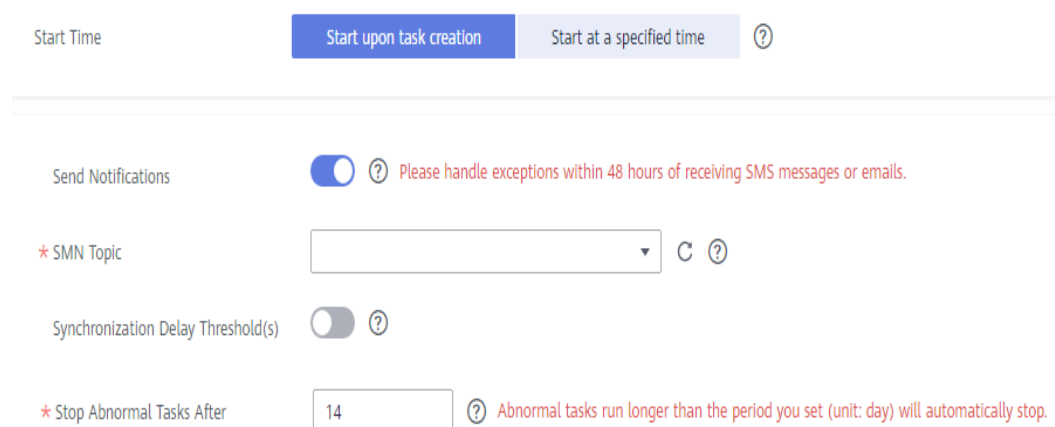 Start Time Start upon task creation Start at a specified time ?
Send Notifications ? Please handle exceptions within 48 hours of receiving SMS messages or emails.
* SMN Topic ?
Synchronization Delay Threshold(s) ?
* Stop Abnormal Tasks After 14 ? Abnormal tasks run longer than the period you set (unit: day) will automatically stop.